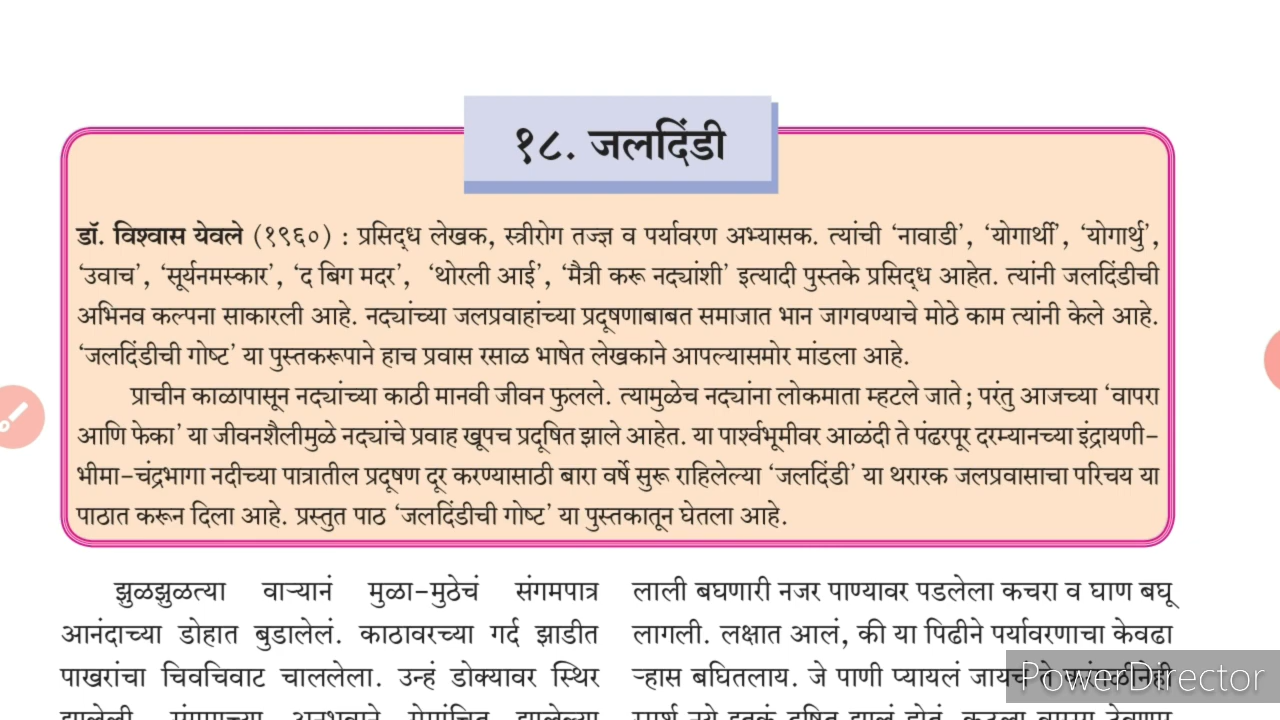 १८. जलदिंडी
डॉ. विश्वास येवले (१९६०) : प्रसिद्ध लेखक, स्त्रीरोग तज्ज्ञ व पर्यावरण अभ्यासक. त्यांची ‘नावाडी’, ‘योगार्थी’, ‘योगार्थु’,
‘उवाच’, ‘सूर्यनमस्कार’, ‘द बिग मदर’, ‘थोरली आई’, ‘मैत्री करू नद्यांशी’ इत्यादी पुस्तके प्रसिद्ध आहेत. त्यांनी जलदिंडीची
अभिनव कल्पना साकारली आहे. नद्यांच्या जलप्रवाहांच्या प्रदूषणाबाबत समाजात भान जागवण्याचे मोठे काम त्यांनी केले आहे.
‘जलदिंडीची गोष्ट’ या पुस्तकरूपाने हाच प्रवास रसाळ भाषेत लेखकाने आपल्यासमोर मांडला आहे.
प्राचीन काळापासून नद्यांच्या काठी मानवी जीवन फुलले. त्यामुळेच नद्यांना लोकमाता म्हटले जाते; परंतु आजच्या ‘वापरा
आणि फेका’ या जीवनशैलीमुळे नद्यांचे प्रवाह खूपच प्रदूषित झाले आहेत. या पार्श्वभूमीवर आळंदी ते पंढरपूर दरम्यानच्या इंद्रायणी-
भीमा-चंद्रभागा नदीच्या पात्रातील प्रदूषण दूर करण्यासाठी बारा वर्षे सुरू राहिलेल्या ‘जलदिंडी’ या थरारक जलप्रवासाचा परिचय या
पाठात करून दिला आहे. प्रस्तुत पाठ ‘जलदिंडीची गोष्ट’ या पुस्तकातून घेतला आहे.
झुळझुळत्या वाऱ्यानं मुळा-मुठेचं संगमपात्र
आनंदाच्या डोहात बुडालेलं. काठावरच्या गर्द झाडीत
पाखरांचा चिवचिवाट चाललेला. उन्हं डोक्यावर स्थिर
लाली बघणारी नजर पाण्यावर पडलेला कचरा व घाण बघू
लागली. लक्षात आलं, की या पिढीने पर्यावरणाचा केवढा
ऱ्हास बघितलाय. जे पाणी प्यायलं जायचं ते
PowerDirector